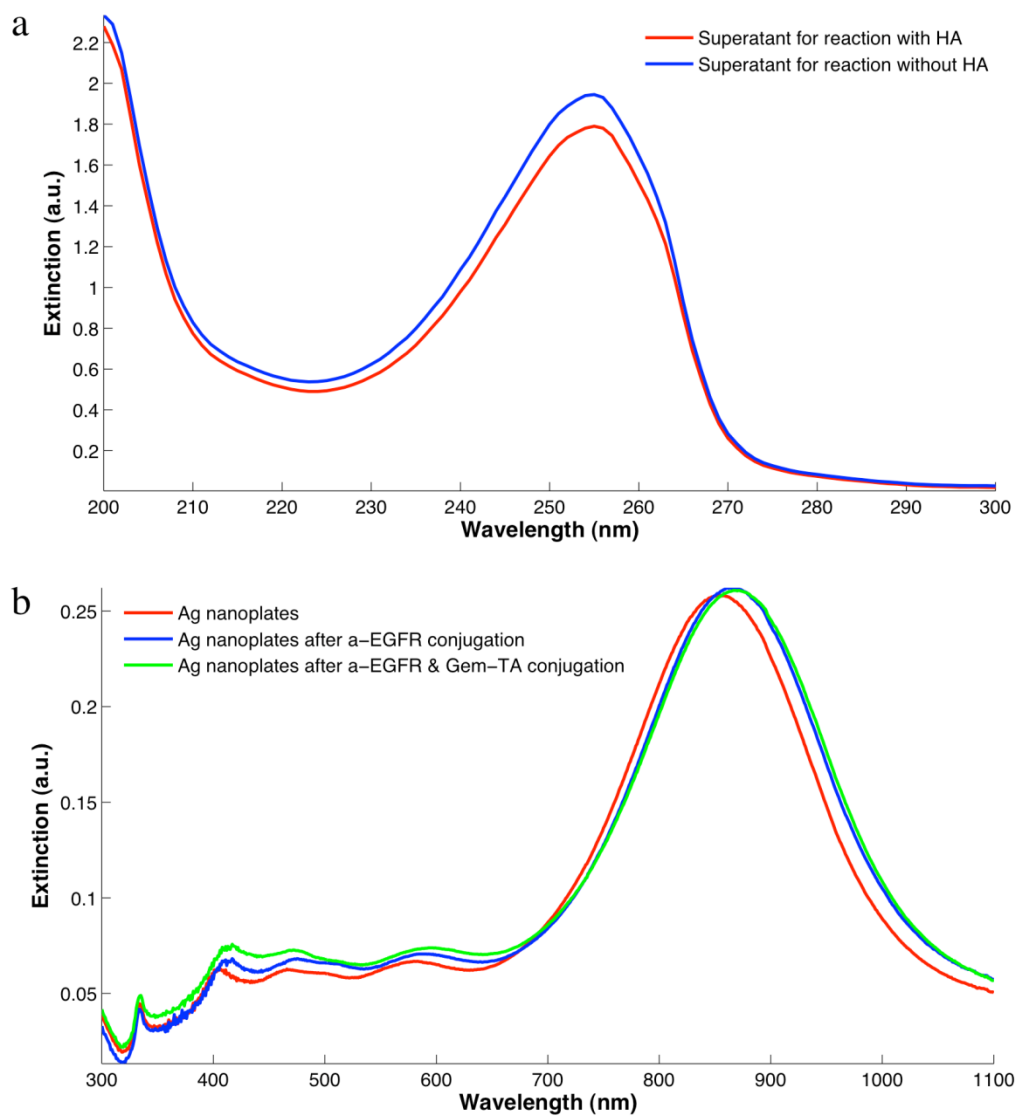 a
Superatant for reaction with HA
Superatant for reaction without HA
2.2
2
1.8
1.6
1.4
1.2
1
0.8
0.6
0.4
0.2
Extinction (a.u.)
200 210 220 230 240 250 260 270 280 290 300
Wavelength (nm)
b
Ag nanoplates
Ag nanoplates after a-EGFR conjugation
Ag nanoplates after a-EGFR & Gem-TA conjugation
0.25
0.2
0.15
0.1
0.05
Extinction (a.u.)
300 400 500 600 700 800 900 1000 1100
Wavelength (nm)